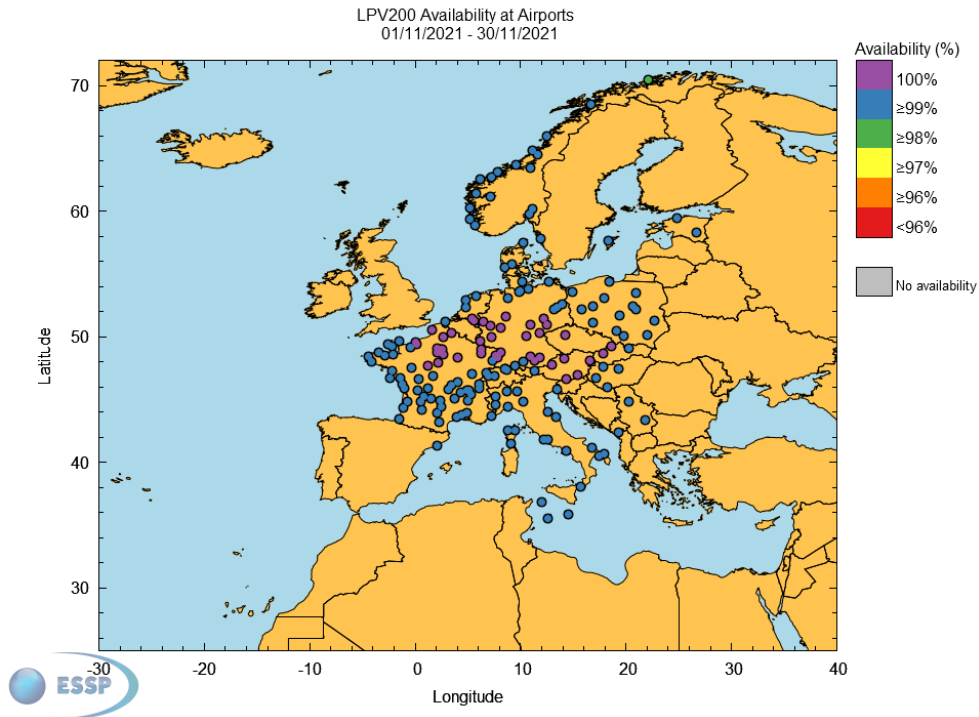 LPV200 Availability at Airports
01/11/2021 - 30/11/2021
Availability (%)
100%
≥99%
≥98%
≥97%
≥96%
<96%
No availability
70
60
50
40
30
Latitude
-30 -20 -10 0 10 20 30 40
Longitude
ESSP